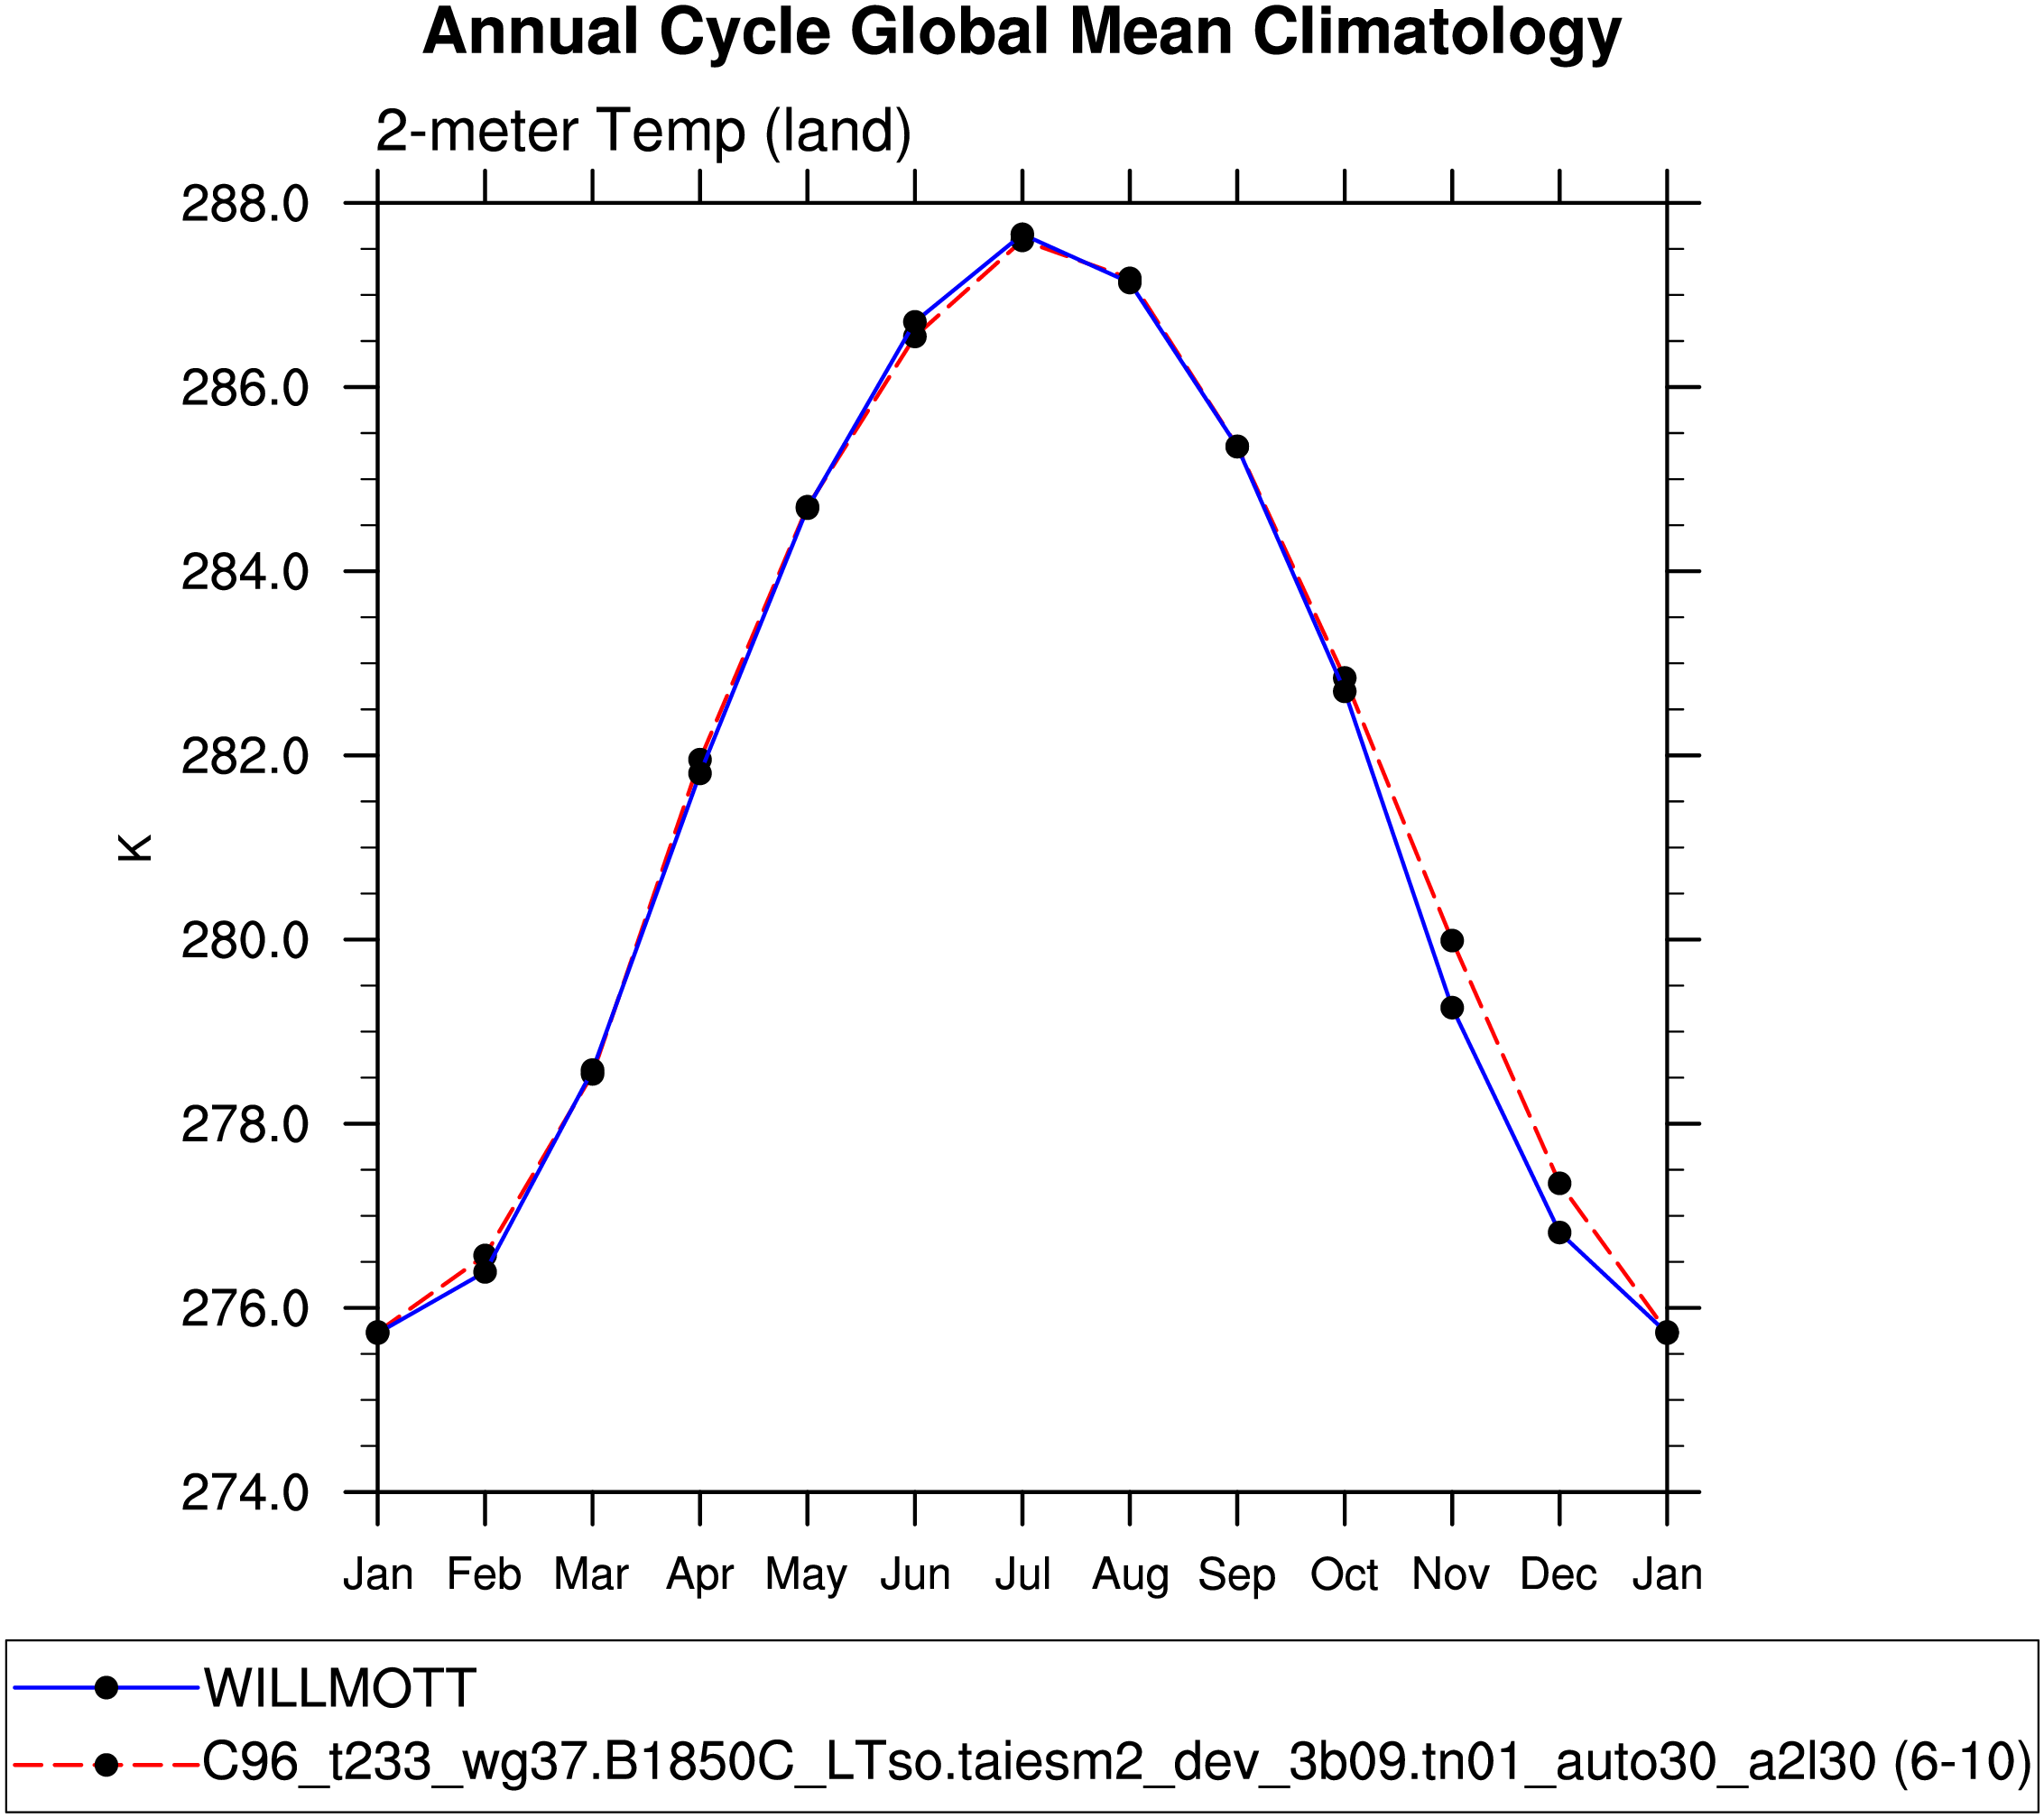 Annual Cycle Global Mean Climatology
2-meter Temp (land)
288.0
286.0
284.0
282.0
280.0
278.0
276.0
274.0
K
Jan Feb Mar Apr May Jun Jul Aug Sep Oct Nov Dec Jan
WILLMOTT
C96_t233_wg37.B1850C_LTso.taiesm2_dev_3b09.tn01_auto30_a2l30 (6-10)